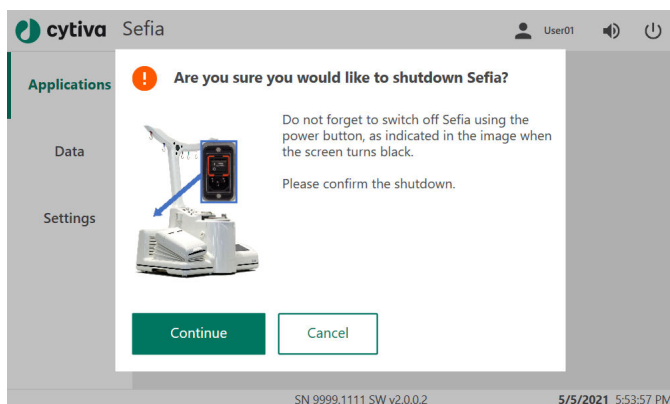 cytiva Sefia
User01
Applications
Data
Settings
Are you sure you would like to shutdown Sefia?
Do not forget to switch off Sefia using the
power button, as indicated in the image when
the screen turns black.
Please confirm the shutdown.
Continue
Cancel
SN 9999.1111 SW v2.0.0.2
5/5/2021 5:53:57 PM